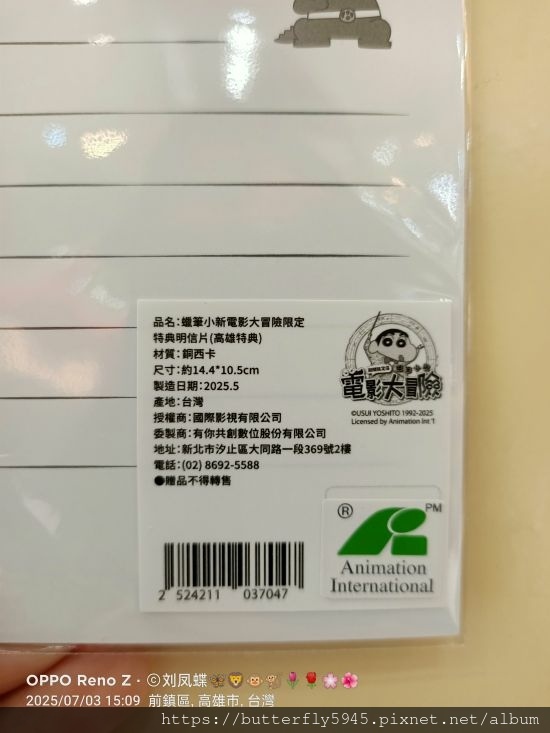 品名:蠟筆小新電影大冒險限定
特典明信片(高雄特典)
材質:銅西卡
尺寸:約14.4*10.5cm
製造日期:2025.5
產地:台灣
授權商:國際影視有限公司
委製商:有你共創數位股份有限公司
地址:新北市汐止區大同路一段369號2樓
電話:(02) 8692-5588
●贈品不得轉售
電影大冒險
©USUI YOSHITO 1992-2025
Licensed by Animation Int'l
® PM
Animation
International
2 524211 037047
OPPO Reno Z · ©刘凤蝶🦋🦁🐵🐒🌷🌹🌸🌺
2025/07/03 15:09 前鎮區, 高雄市, 台灣
https://butterfly5945.pixnet.net/album